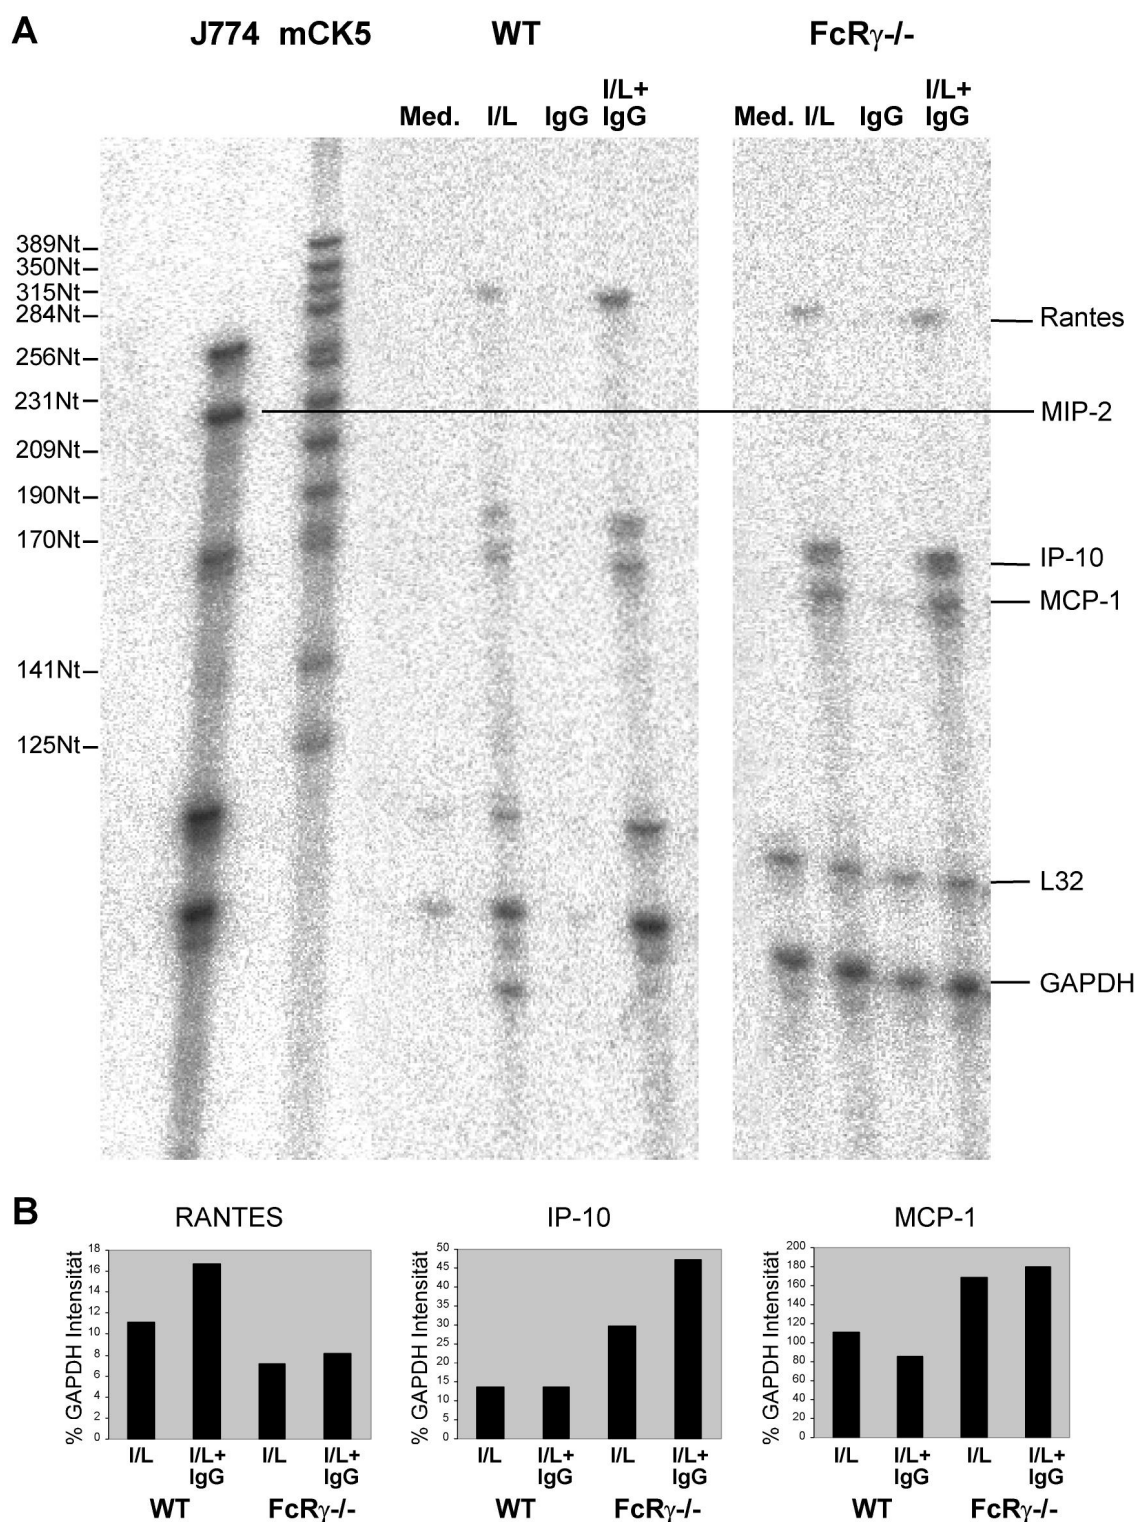 A
J774 mCK5 WT FcRγ-/-
Med. I/L IgG I/L+ IgG Med. I/L IgG I/L+ IgG
389Nt
350Nt
315Nt
284Nt
256Nt
231Nt
209Nt
190Nt
170Nt
141Nt
125Nt
Rantes
MIP-2
IP-10
MCP-1
L32
GAPDH
B
RANTES
% GAPDH Intensität
18
16
14
12
10
8
6
4
2
0
I/L I/L+ IgG I/L I/L+ IgG
WT FcRγ-/-
IP-10
% GAPDH Intensität
50
45
40
35
30
25
20
15
10
5
0
I/L I/L+ IgG I/L I/L+ IgG
WT FcRγ-/-
MCP-1
% GAPDH Intensität
200
180
160
140
120
100
80
60
40
20
0
I/L I/L+ IgG I/L I/L+ IgG
WT FcRγ-/-